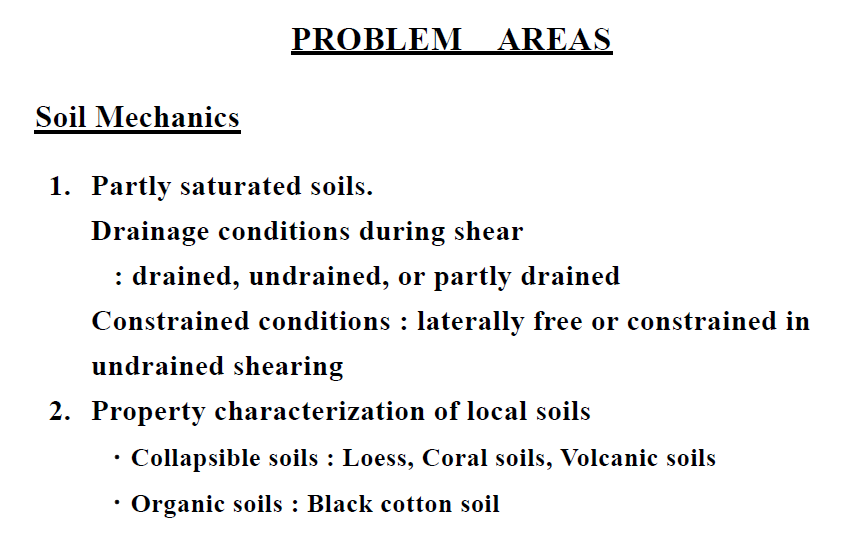 PROBLEM AREAS
Soil Mechanics
1. Partly saturated soils.
Drainage conditions during shear
: drained, undrained, or partly drained
Constrained conditions : laterally free or constrained in
undrained shearing
2. Property characterization of local soils
・Collapsible soils : Loess, Coral soils, Volcanic soils
・Organic soils : Black cotton soil